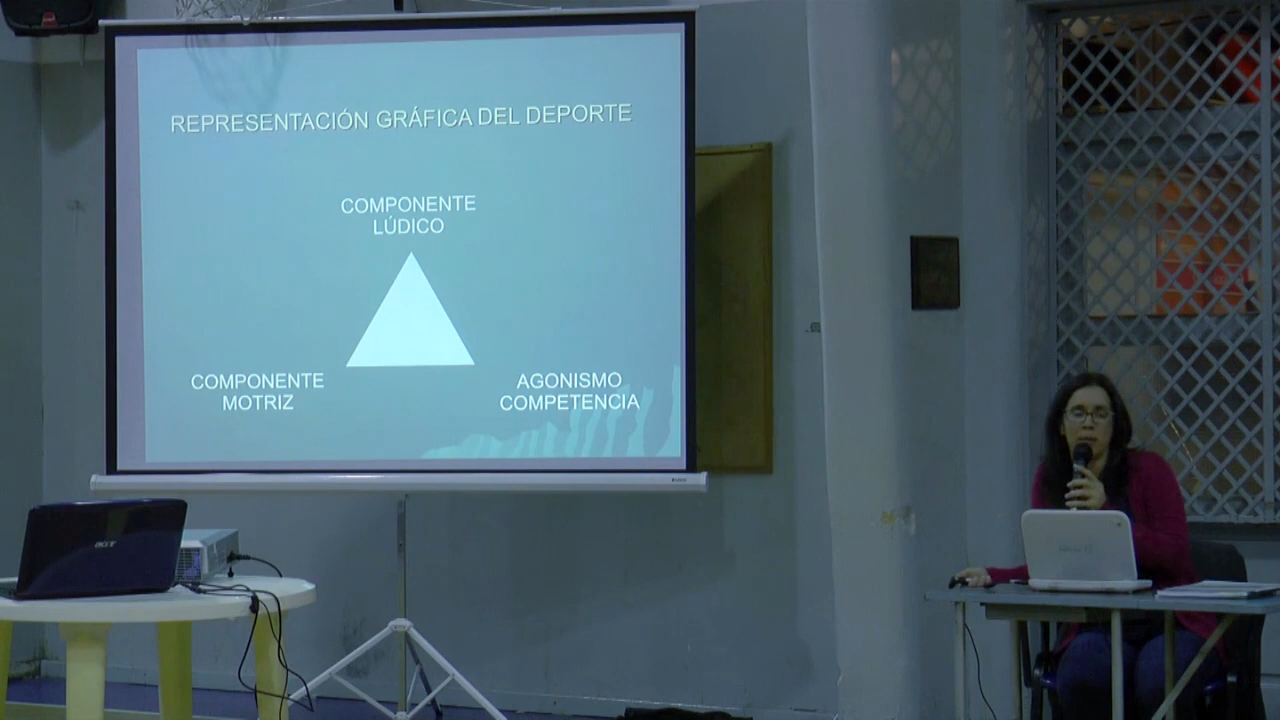 REPRESENTACIÓN GRÁFICA DEL DEPORTE
COMPONENTE
LÚDICO
COMPONENTE
MOTRIZ
AGONISMO
COMPETENCIA
acer